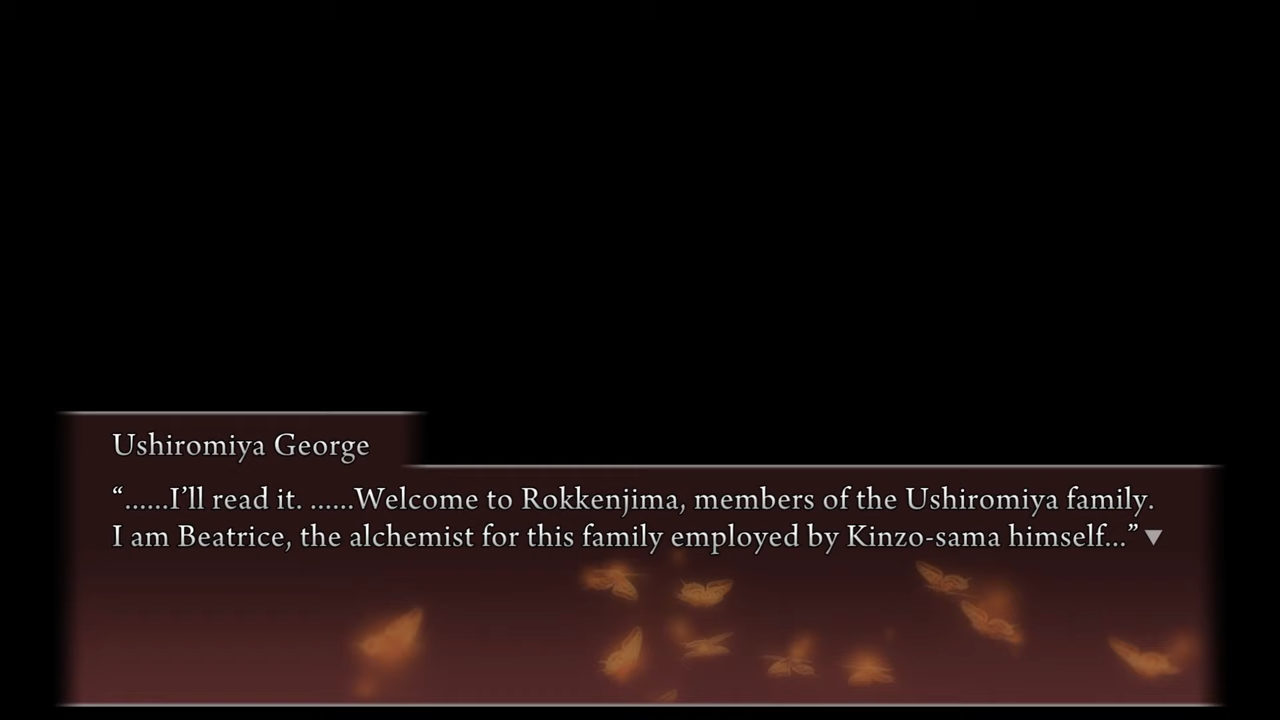 Ushiromiya George
“......I’ll read it. ......Welcome to Rokkenjima, members of the Ushiromiya family.
I am Beatrice, the alchemist for this family employed by Kinzo-sama himself...”